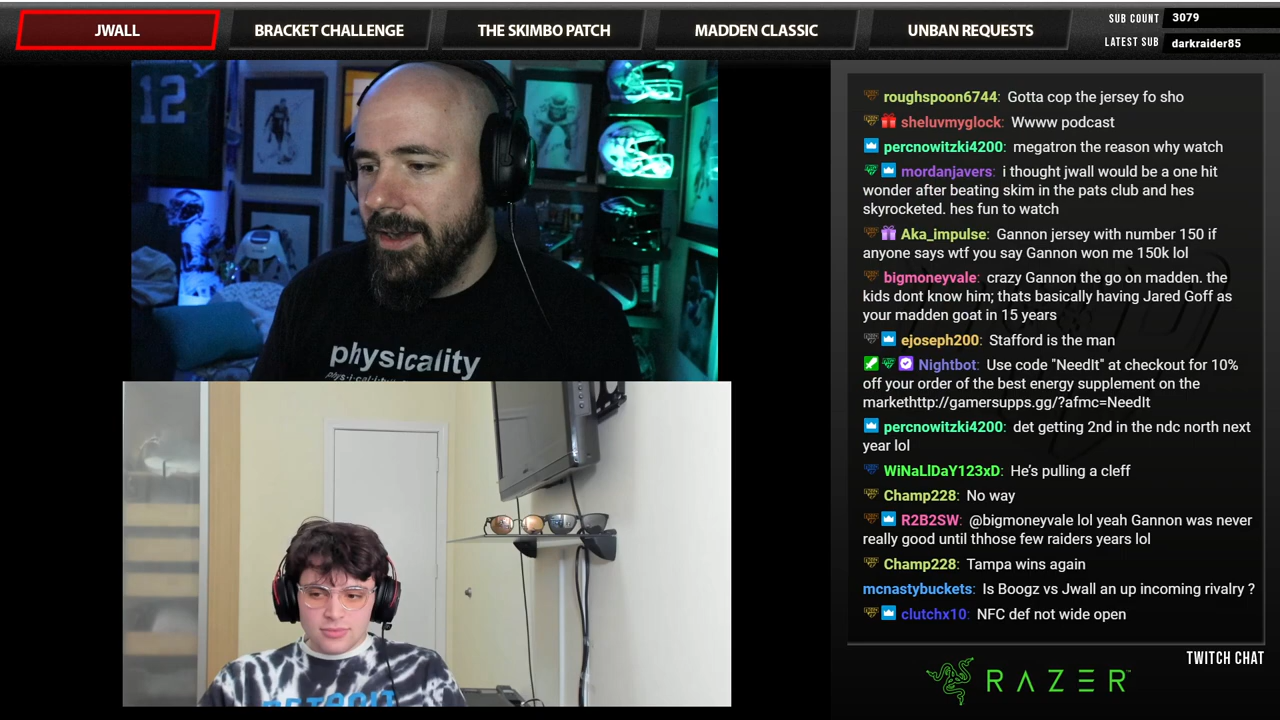 JWALL
BRACKET CHALLENGE
THE SKIMBO PATCH
MADDEN CLASSIC
UNBAN REQUESTS
SUB COUNT 3079
LATEST SUB darkraider85
12
physicality
DETROIT
roughspoon6744: Gotta cop the jersey fo sho
sheluvmyglock: Wwww podcast
percnowitzki4200: megatron the reason why watch
mordanjavers: i thought jwall would be a one hit
wonder after beating skim in the pats club and hes
skyrocketed. hes fun to watch
Aka_impulse: Gannon jersey with number 150 if
anyone says wtf you say Gannon won me 150k lol
bigmoneyvale: crazy Gannon the go on madden. the
kids dont know him; thats basically having Jared Goff as
your madden goat in 15 years
ejoseph200: Stafford is the man
Nightbot: Use code "NeedIt" at checkout for 10%
off your order of the best energy supplement on the
markethttp://gamersupps.gg/?afmc=NeedIt
percnowitzki4200: det getting 2nd in the ndc north next
year lol
WiNaLlDaY123xD: He's pulling a cleff
Champ228: No way
R2B2SW: @bigmoneyvale lol yeah Gannon was never
really good until thhose few raiders years lol
Champ228: Tampa wins again
mcnastybuckets: Is Boogz vs Jwall an up incoming rivalry ?
clutchx10: NFC def not wide open
TWITCH CHAT
RAZER